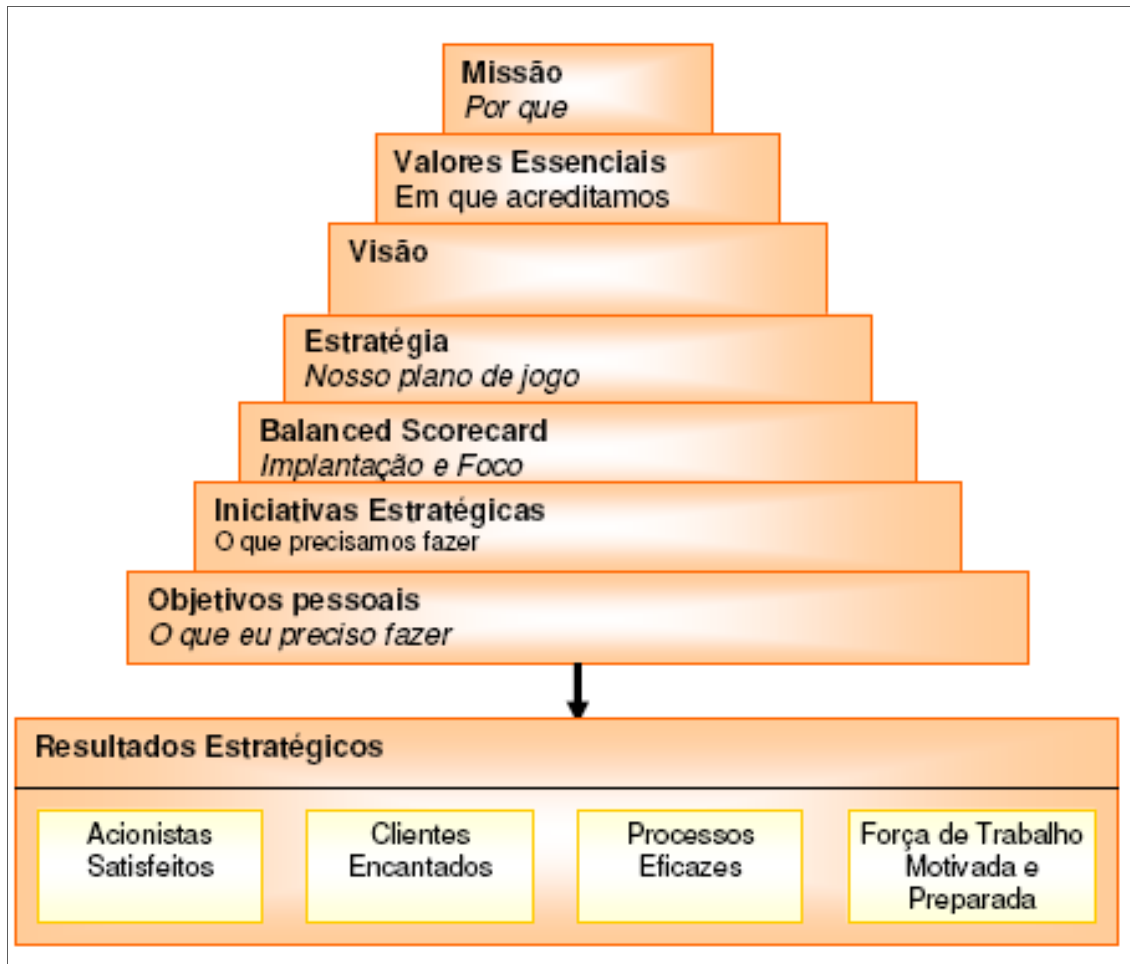 Missão
Por que
Valores Essenciais
Em que acreditamos
Visão
Estratégia
Nosso plano de jogo
Balanced Scorecard
Implantação e Foco
Iniciativas Estratégicas
O que precisamos fazer
Objetivos pessoais
O que eu preciso fazer
Resultados Estratégicos
Acionistas
Satisfeitos
Clientes
Encantados
Processos
Eficazes
Força de Trabalho
Motivada e
Preparada